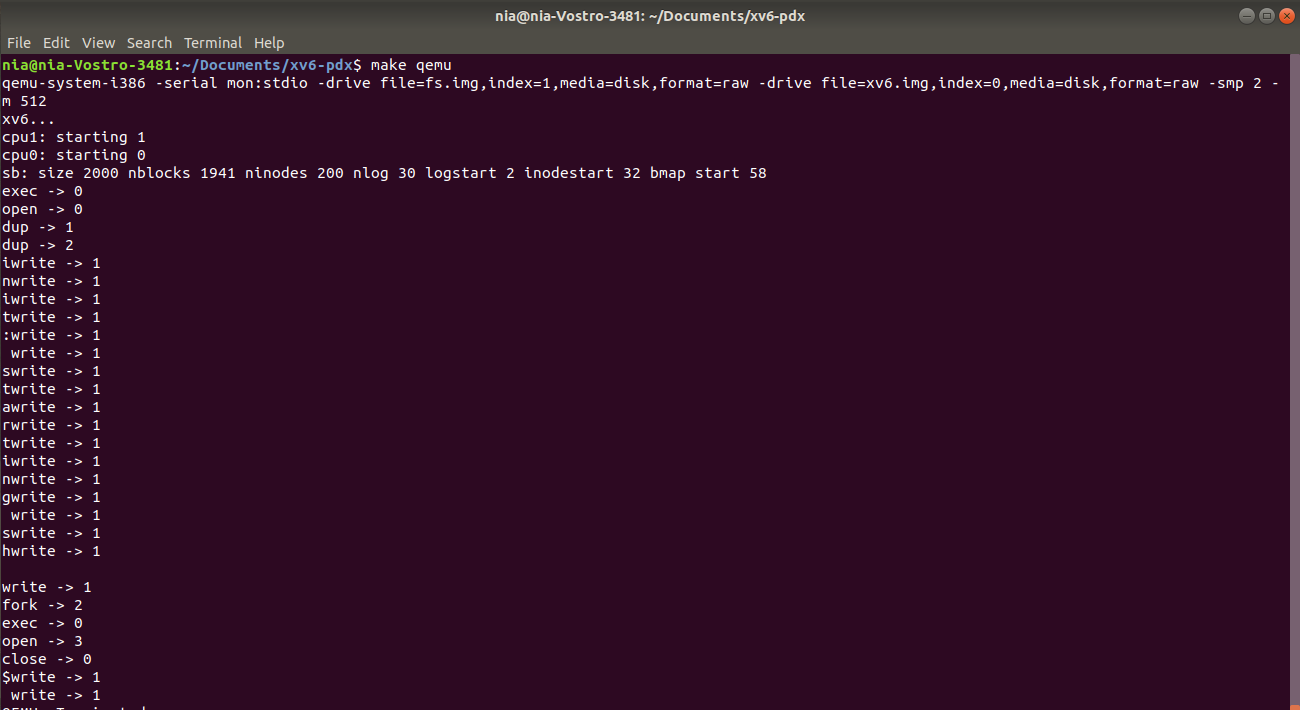 nia@nia-Vostro-3481: ~/Documents/xv6-pdx
File Edit View Search Terminal Help
nia@nia-Vostro-3481:~/Documents/xv6-pdx$ make qemu
qemu-system-i386 -serial mon:stdio -drive file=fs.img,index=1,media=disk,format=raw -drive file=xv6.img,index=0,media=disk,format=raw -smp 2 -
m 512
xv6...
cpu1: starting 1
cpu0: starting 0
sb: size 2000 nblocks 1941 ninodes 200 nlog 30 logstart 2 inodestart 32 bmap start 58
exec -> 0
open -> 0
dup -> 1
dup -> 2
iwrite -> 1
nwrite -> 1
iwrite -> 1
twrite -> 1
:write -> 1
 write -> 1
swrite -> 1
twrite -> 1
awrite -> 1
rwrite -> 1
twrite -> 1
iwrite -> 1
nwrite -> 1
gwrite -> 1
 write -> 1
swrite -> 1
hwrite -> 1

write -> 1
fork -> 2
exec -> 0
open -> 3
close -> 0
$write -> 1
 write -> 1